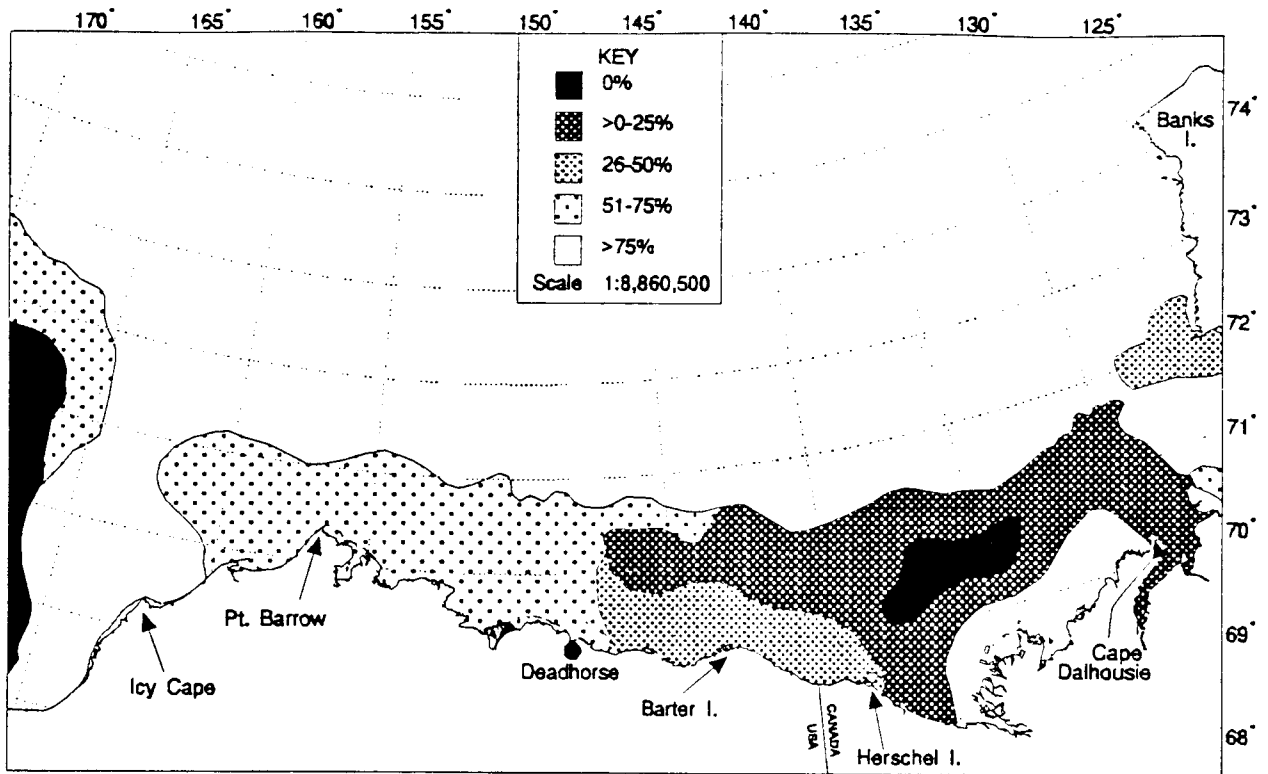 170° 165° 160° 155° 150° 145° 140° 135° 130° 125°
KEY
0%
>0-25%
26-50%
51-75%
>75%
Scale 1:8,860,500
74°
73°
72°
71°
70°
69°
68°
Banks
I.
Pt. Barrow
Icy Cape
Deadhorse
Barter I.
USA
CANADA
Herschel I.
Cape
Dalhousie